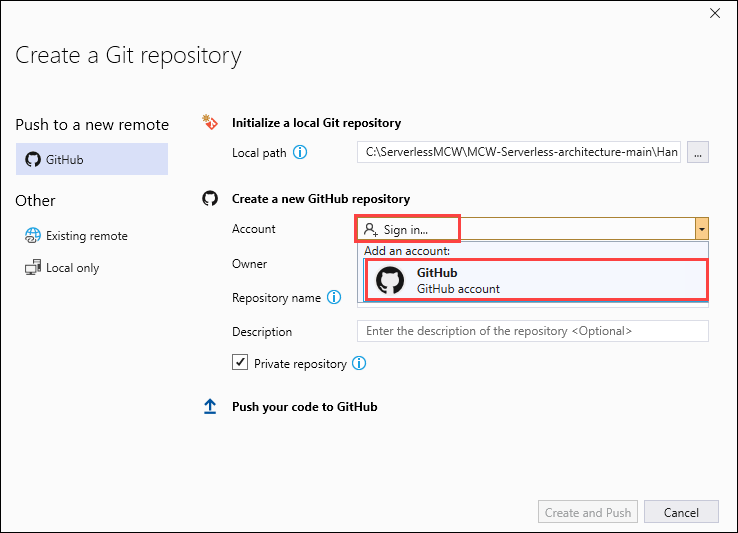 Create a Git repository
Push to a new remote
GitHub
Other
Existing remote
Local only
Initialize a local Git repository
Local path
C:\ServerlessMCW\MCW-Serverless-architecture-main\Han
...
Create a new GitHub repository
Account
Sign in...
Add an account:
GitHub
GitHub account
Owner
Repository name
Description
Enter the description of the repository <Optional>
Private repository
Push your code to GitHub
Create and Push
Cancel